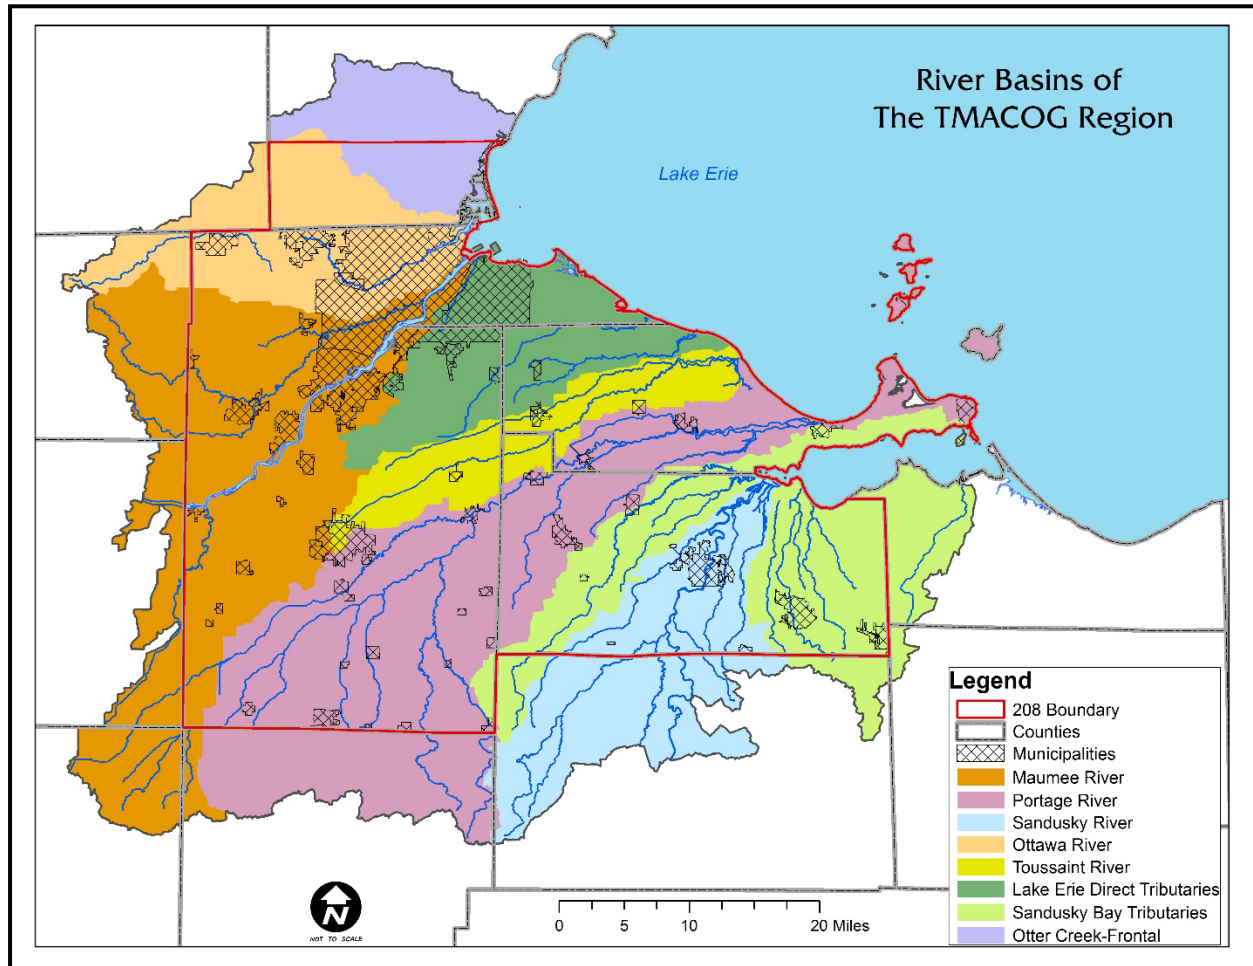 River Basins of
The TMACOG Region
Lake Erie
Legend
208 Boundary
Counties
Municipalities
Maumee River
Portage River
Sandusky River
Ottawa River
Toussaint River
Lake Erie Direct Tributaries
Sandusky Bay Tributaries
Otter Creek-Frontal
N
NOT TO SCALE
0 5 10 20 Miles